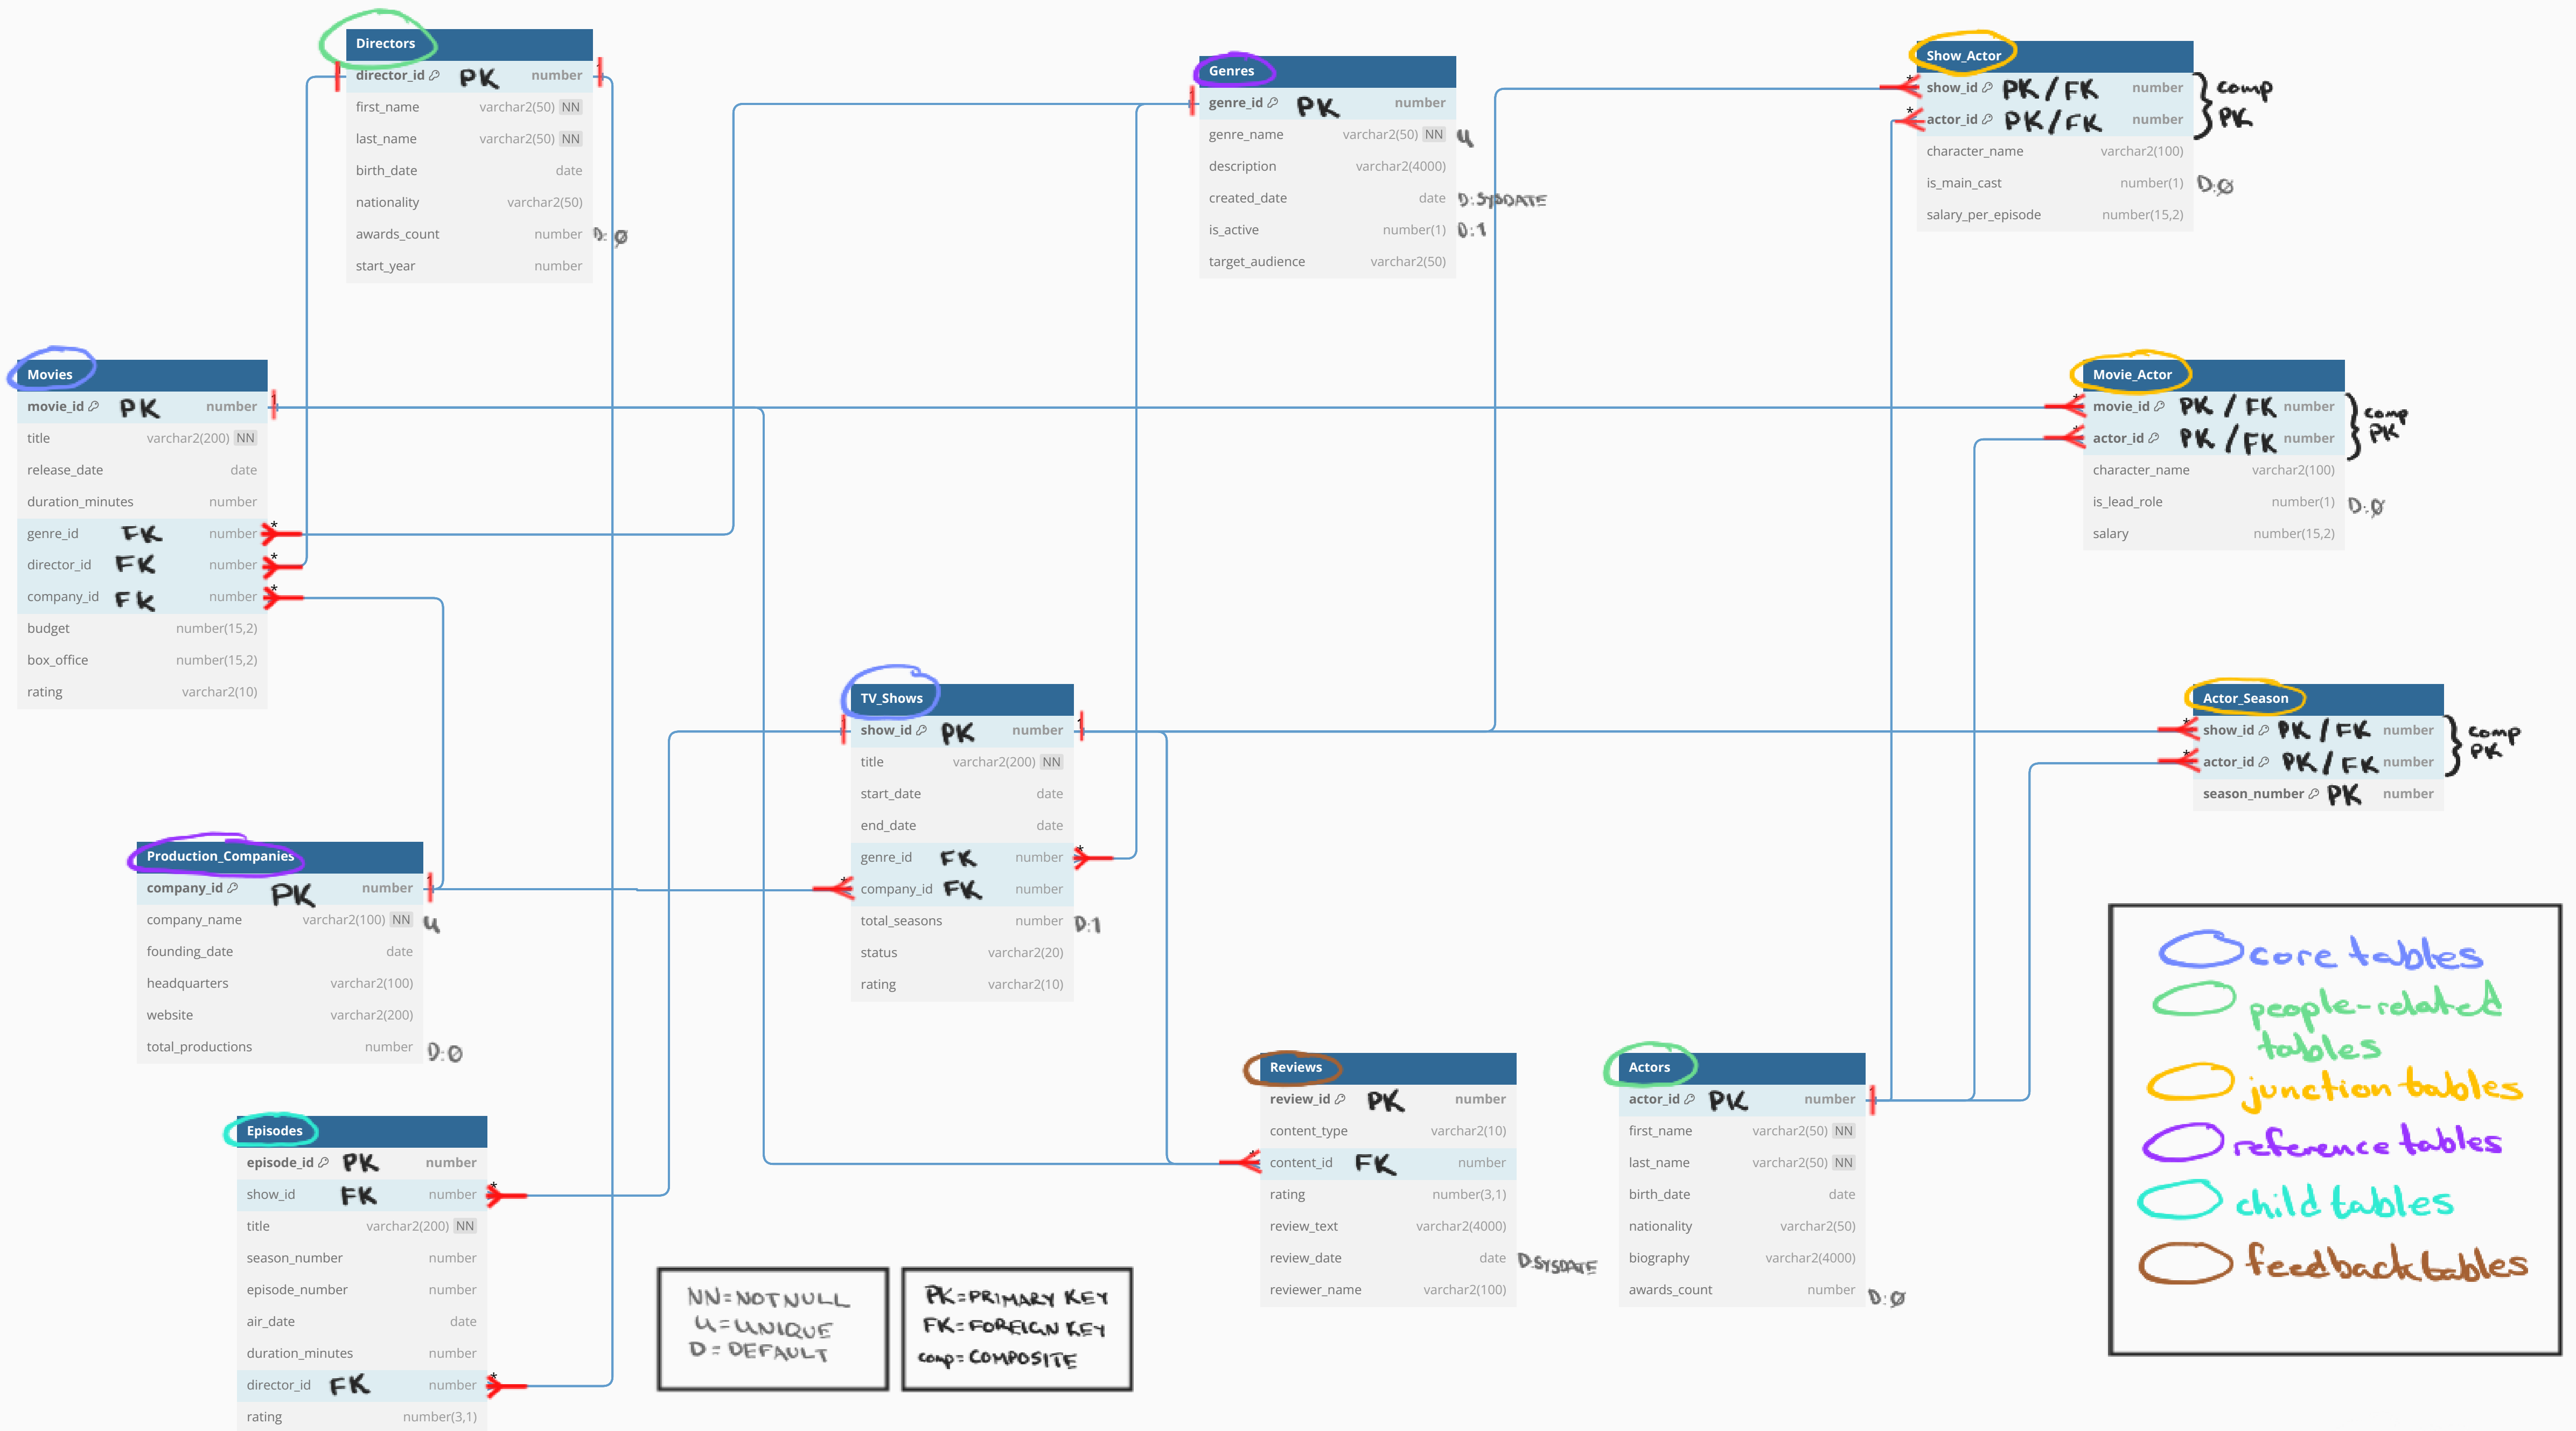 Directors
director_id PK number
first_name varchar2(50) NN
last_name varchar2(50) NN
birth_date date
nationality varchar2(50)
awards_count number D:0
start_year number
Genres
genre_id PK number
genre_name varchar2(50) NN U
description varchar2(4000)
created_date date D:SYSDATE
is_active number(1) D:1
target_audience varchar2(50)
Show_Actor
show_id PK/FK number
actor_id PK/FK number
comp
PK
character_name varchar2(100)
is_main_cast number(1) D:0
salary_per_episode number(15,2)
Movies
movie_id PK number
title varchar2(200) NN
release_date date
duration_minutes number
genre_id FK number
director_id FK number
company_id FK number
budget number(15,2)
box_office number(15,2)
rating varchar2(10)
Movie_Actor
movie_id PK / FK number
actor_id PK / FK number
comp
PK
character_name varchar2(100)
is_lead_role number(1) D:0
salary number(15,2)
TV_Shows
show_id PK number
title varchar2(200) NN
start_date date
end_date date
genre_id FK number
company_id FK number
total_seasons number D:1
status varchar2(20)
rating varchar2(10)
Actor_Season
show_id PK / FK number
actor_id PK / FK number
comp
PK
season_number PK number
Production_Companies
company_id PK number
company_name varchar2(100) NN U
founding_date date
headquarters varchar2(100)
website varchar2(200)
total_productions number D:0
Episodes
episode_id PK number
show_id FK number
title varchar2(200) NN
season_number number
episode_number number
air_date date
duration_minutes number
director_id FK number
rating number(3,1)
Reviews
review_id PK number
content_type varchar2(10)
content_id FK number
rating number(3,1)
review_text varchar2(4000)
review_date date D:SYSDATE
reviewer_name varchar2(100)
Actors
actor_id PK number
first_name varchar2(50) NN
last_name varchar2(50) NN
birth_date date
nationality varchar2(50)
biography varchar2(4000)
awards_count number D:0
NN = NOT NULL
U = UNIQUE
D = DEFAULT
PK = PRIMARY KEY
FK = FOREIGN KEY
comp = COMPOSITE
core tables
people-related
tables
junction tables
reference tables
child tables
feedback tables